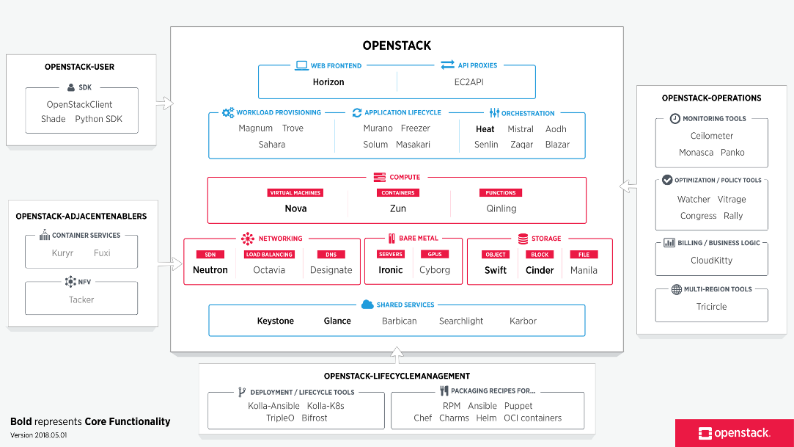 OPENSTACK
WEB FRONTEND
API PROXIES
Horizon
EC2API
WORKLOAD PROVISIONING
APPLICATION LIFECYCLE
ORCHESTRATION
Magnum Trove
Murano Freezer
Heat Mistral Aodh
Sahara
Solum Masakari
Senlin Zaqar Blazar
COMPUTE
VIRTUAL MACHINES
CONTAINERS
FUNCTIONS
Nova
Zun
Qinling
NETWORKING
SDN
LOAD BALANCING
DNS
Neutron
Octavia
Designate
BARE METAL
SERVERS
GPUS
Ironic
Cyborg
STORAGE
OBJECT
BLOCK
FILE
Swift
Cinder
Manila
SHARED SERVICES
Keystone
Glance
Barbican
Searchlight
Karbor
OPENSTACK-USER
SDK
OpenStackClient
Shade Python SDK
OPENSTACK-ADJACENTENABLERS
CONTAINER SERVICES
Kuryr Fuxi
NFV
Tacker
OPENSTACK-OPERATIONS
MONITORING TOOLS
Ceilometer
Monasca Panko
OPTIMIZATION / POLICY TOOLS
Watcher Vitrage
Congress Rally
BILLING / BUSINESS LOGIC
CloudKitty
MULTI-REGION TOOLS
Tricircle
OPENSTACK-LIFECYCLEMANAGEMENT
DEPLOYMENT / LIFECYCLE TOOLS
Kolla-Ansible Kolla-K8s
TripleO Bifrost
PACKAGING RECIPES FOR...
RPM Ansible Puppet
Chef Charms Helm OCI containers
Bold represents Core Functionality
Version 2018.05.01
openstack.